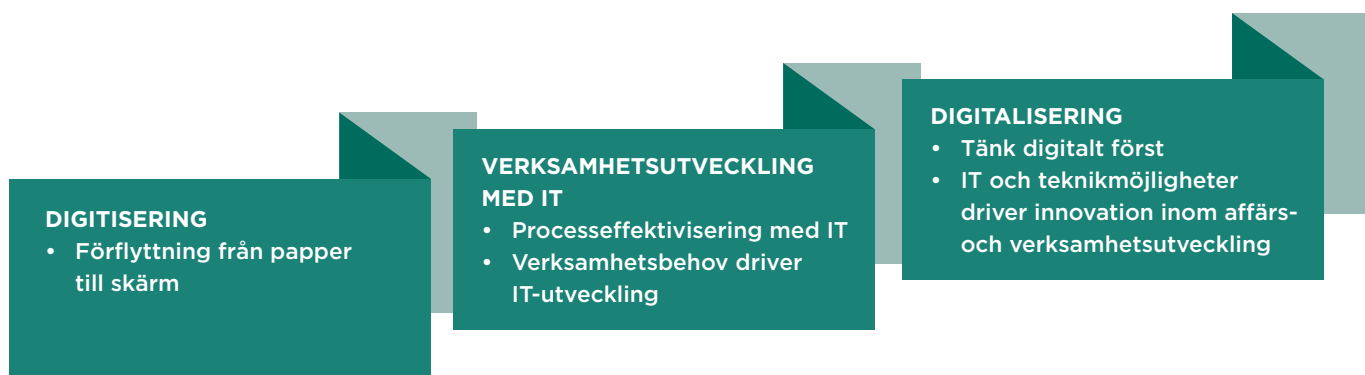 DIGITISERING
• Förflyttning från papper
till skärm
VERKSAMHETSUTVECKLING
MED IT
• Processeffektivisering med IT
• Verksamhetsbehov driver
IT-utveckling
DIGITALISERING
• Tänk digitalt först
• IT och teknikmöjligheter
driver innovation inom affärs-
och verksamhetsutveckling